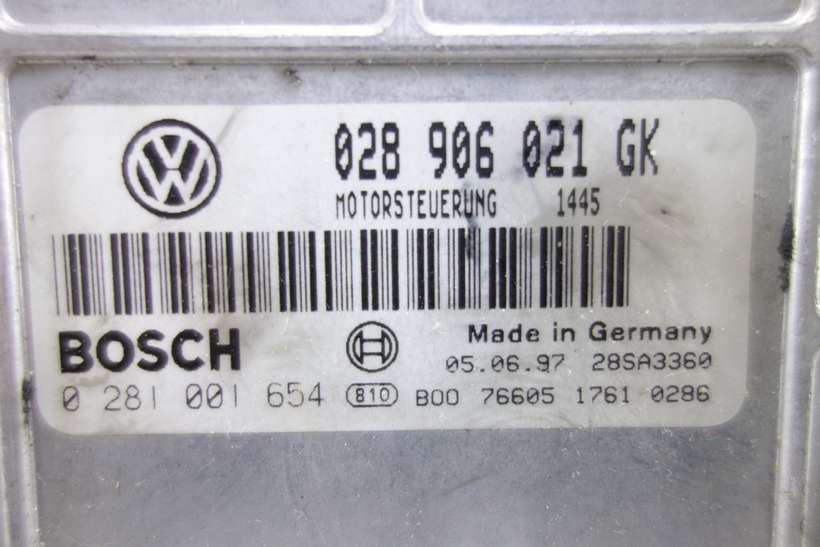 028 906 021 GK
MOTORSTEUERUNG 1445
BOSCH
Made in Germany
05.06.97 28SA3360
0 281 001 654 810 B00 76605 1761 0286